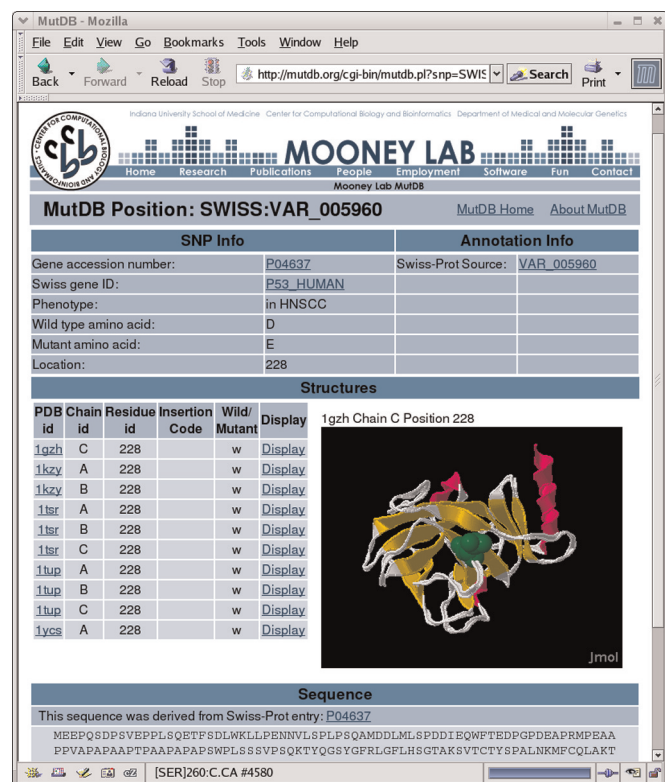 MutDB - Mozilla
File Edit View Go Bookmarks Tools Window Help
Back Forward Reload Stop http://mutdb.org/cgi-bin/mutdb.pl?snp=SWIS Search Print
Indiana University School of Medicine Center for Computational Biology and Bioinformatics Department of Medical and Molecular Genetics
CENTER FOR COMPUTATIONAL BIOLOGY AND BIOINFORMATICS
ccbb
MOONEY LAB
Home Research Publications People Employment Software Fun Contact
Mooney Lab MutDB
MutDB Position: SWISS:VAR_005960 MutDB Home About MutDB
SNP Info Annotation Info
Gene accession number: P04637 Swiss-Prot Source: VAR_005960
Swiss gene ID: P53_HUMAN
Phenotype: in HNSCC
Wild type amino acid: D
Mutant amino acid: E
Location: 228
Structures
PDB id Chain id Residue id Insertion Code Wild/Mutant Display
1gzh C 228 w Display
1kzy A 228 w Display
1kzy B 228 w Display
1tsr A 228 w Display
1tsr B 228 w Display
1tsr C 228 w Display
1tup A 228 w Display
1tup B 228 w Display
1tup C 228 w Display
1ycs A 228 w Display
1gzh Chain C Position 228
Jmol
Sequence
This sequence was derived from Swiss-Prot entry: P04637
MEEPQSDPSVEPPLSQETFSDLWKLLPENNVLSPLPSQAMDDLMLSPDDIEQWFTEDPGPDEAPRMPEAA
PPVAPAPAAPTPAAPAPAPSWPLSSSVPSQKTYQGSYGFRLGFLHSGTAKSVTCTYSPALNKMFCQLAKT
[SER]260:C.CA #4580